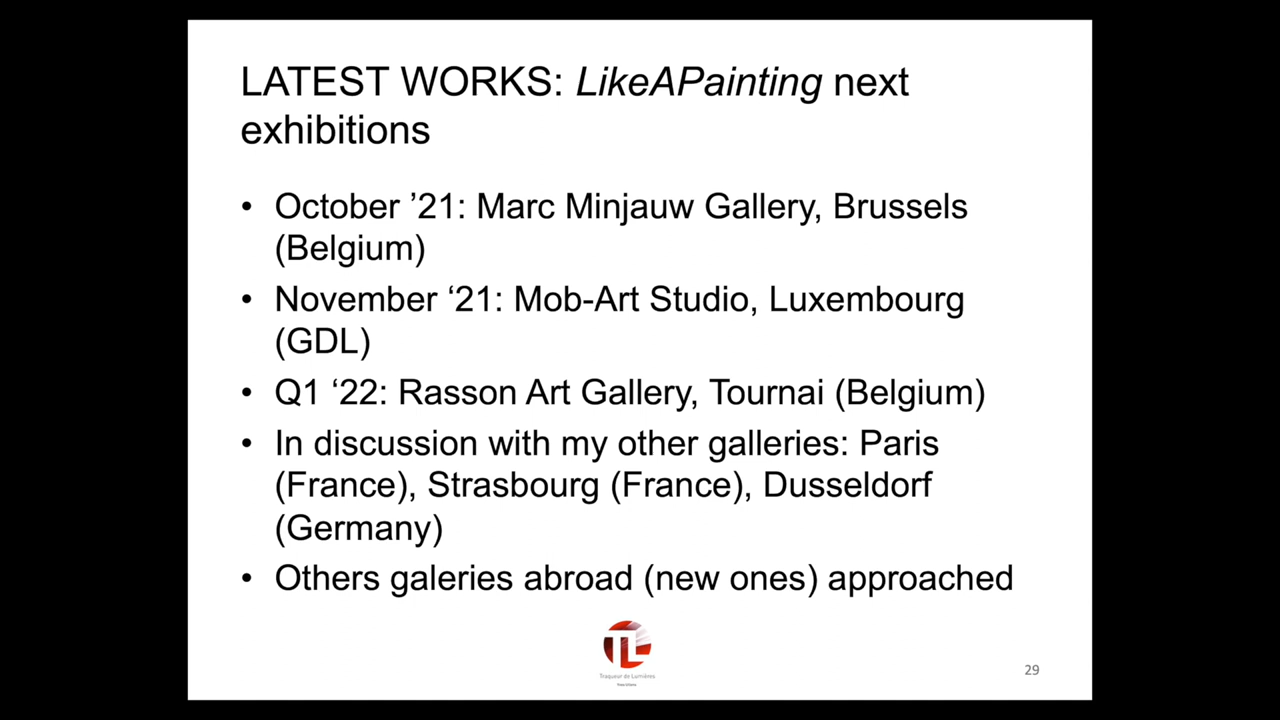 LATEST WORKS: LikeAPainting next
exhibitions
• October ’21: Marc Minjauw Gallery, Brussels
(Belgium)
• November ‘21: Mob-Art Studio, Luxembourg
(GDL)
• Q1 ‘22: Rasson Art Gallery, Tournai (Belgium)
• In discussion with my other galleries: Paris
(France), Strasbourg (France), Dusseldorf
(Germany)
• Others galeries abroad (new ones) approached
TL
Traqueur de Lumières
29